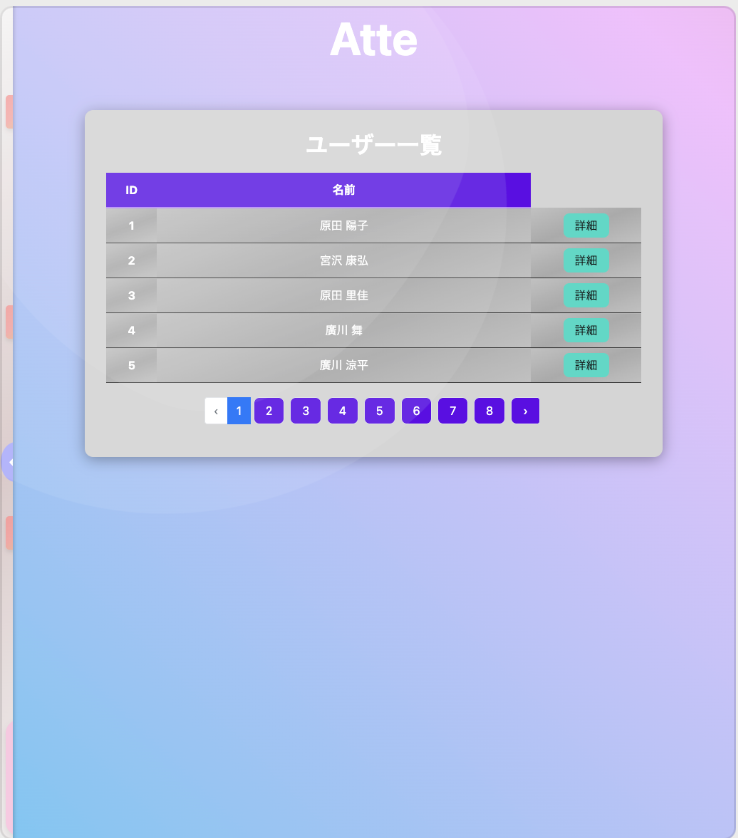 Atte
ユーザー一覧
ID 名前
1 原田 陽子 詳細
2 宮沢 康弘 詳細
3 原田 里佳 詳細
4 廣川 舞 詳細
5 廣川 涼平 詳細
‹ 1 2 3 4 5 6 7 8 ›